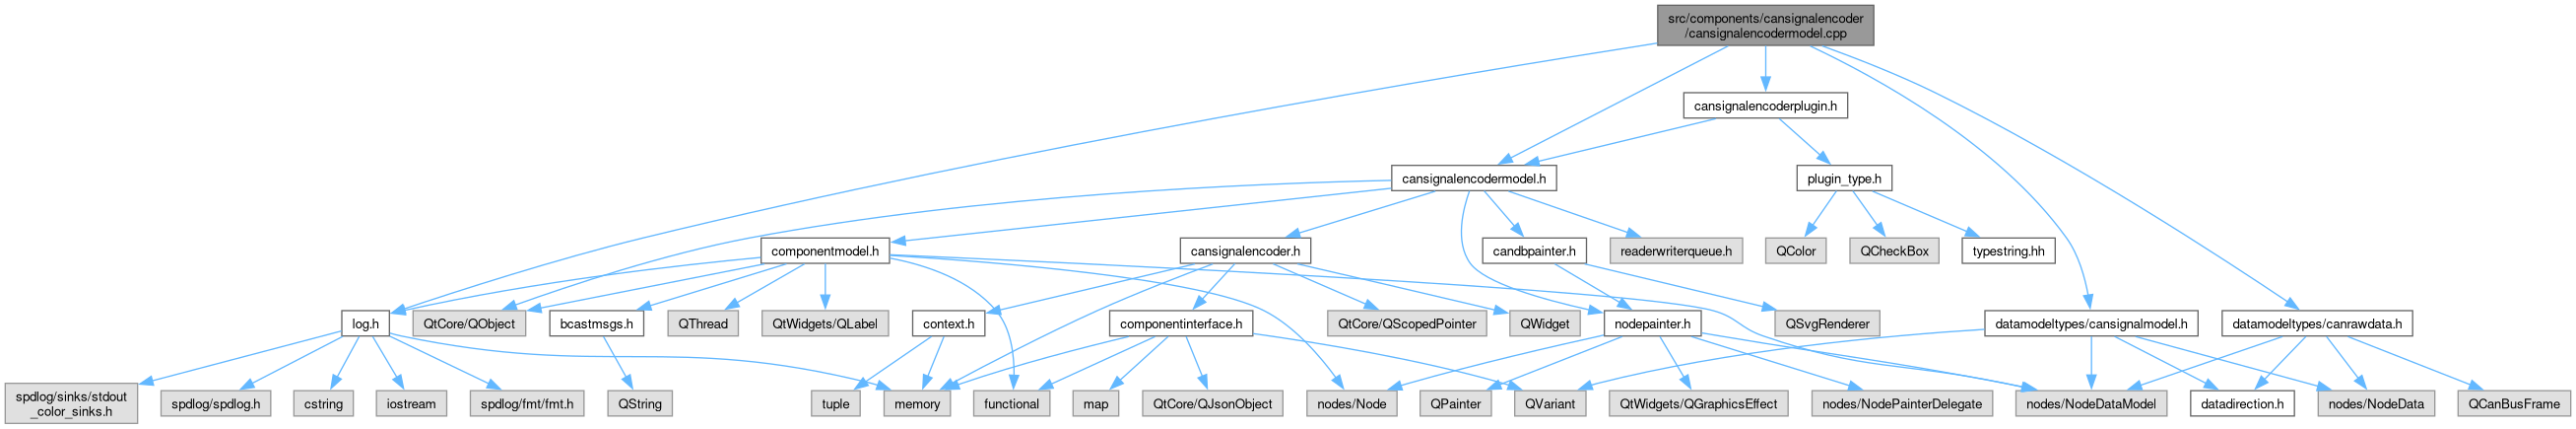 src/components/cansignalencoder
/cansignalencodermodel.cpp
cansignalencoderplugin.h
cansignalencodermodel.h
plugin_type.h
componentmodel.h
cansignalencoder.h
candbpainter.h
readerwriterqueue.h
QColor
QCheckBox
typestring.hh
log.h
QtCore/QObject
bcastmsgs.h
QThread
QtWidgets/QLabel
context.h
componentinterface.h
QtCore/QScopedPointer
QWidget
nodepainter.h
QSvgRenderer
datamodeltypes/cansignalmodel.h
datamodeltypes/canrawdata.h
spdlog/sinks/stdout
_color_sinks.h
spdlog/spdlog.h
cstring
iostream
spdlog/fmt/fmt.h
QString
tuple
memory
functional
map
QtCore/QJsonObject
nodes/Node
QPainter
QVariant
QtWidgets/QGraphicsEffect
nodes/NodePainterDelegate
nodes/NodeDataModel
datadirection.h
nodes/NodeData
QCanBusFrame